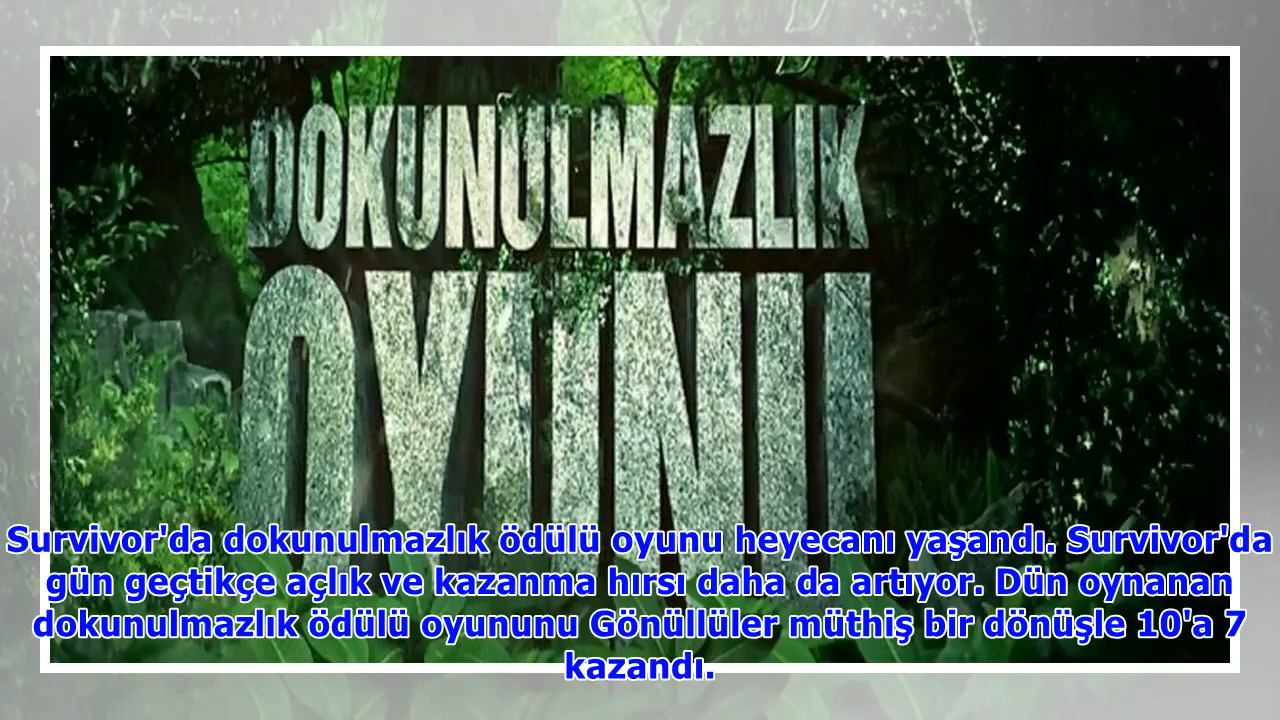 DOKUNULMAZLIK
OYUNU
Survivor'da dokunulmazlık ödülü oyunu heyecanı yaşandı. Survivor'da
gün geçtikçe açlık ve kazanma hırsı daha da artıyor. Dün oynanan
dokunulmazlık ödülü oyununu Gönüllüler müthiş bir dönüşle 10'a 7
kazandı.